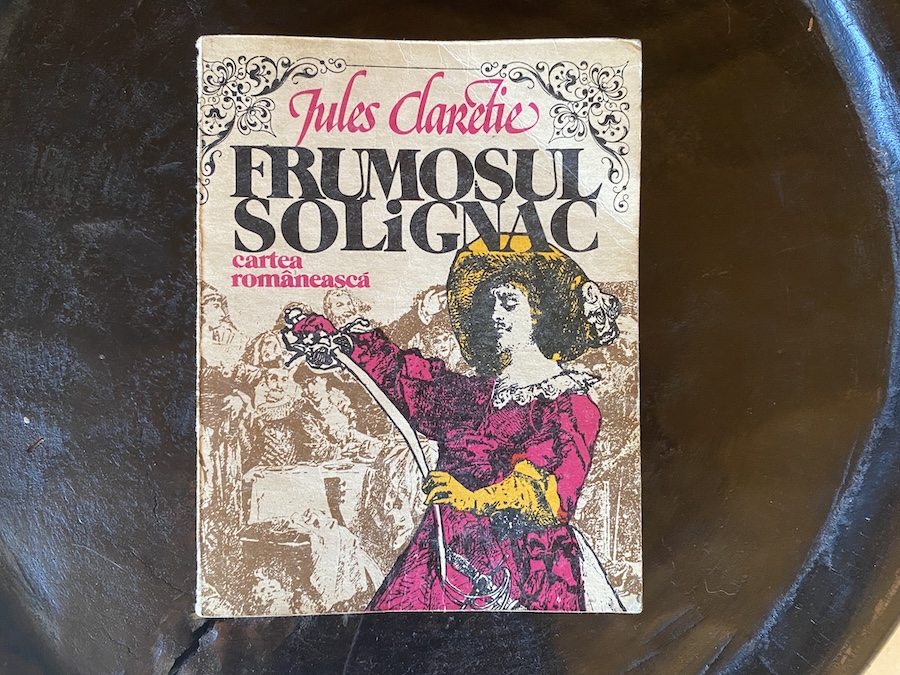 Jules Claretie
FRUMOSUL
SOLiGNAC
cartea
românească